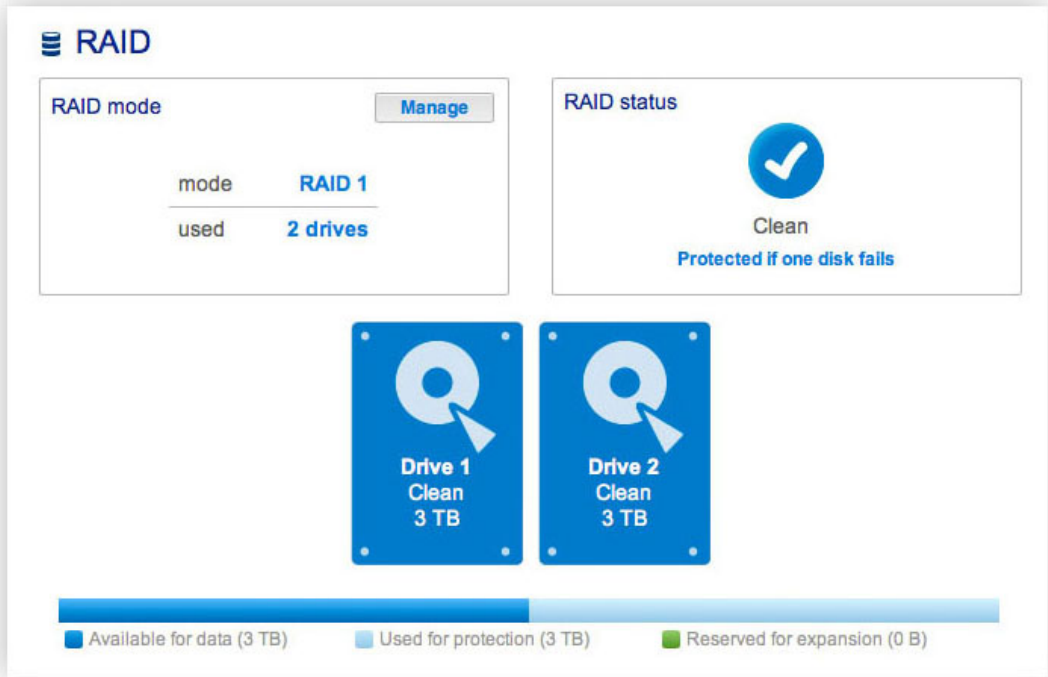 RAID
RAID mode
Manage
mode RAID 1
used 2 drives
RAID status
Clean
Protected if one disk fails
Drive 1
Clean
3 TB
Drive 2
Clean
3 TB
Available for data (3 TB)
Used for protection (3 TB)
Reserved for expansion (0 B)